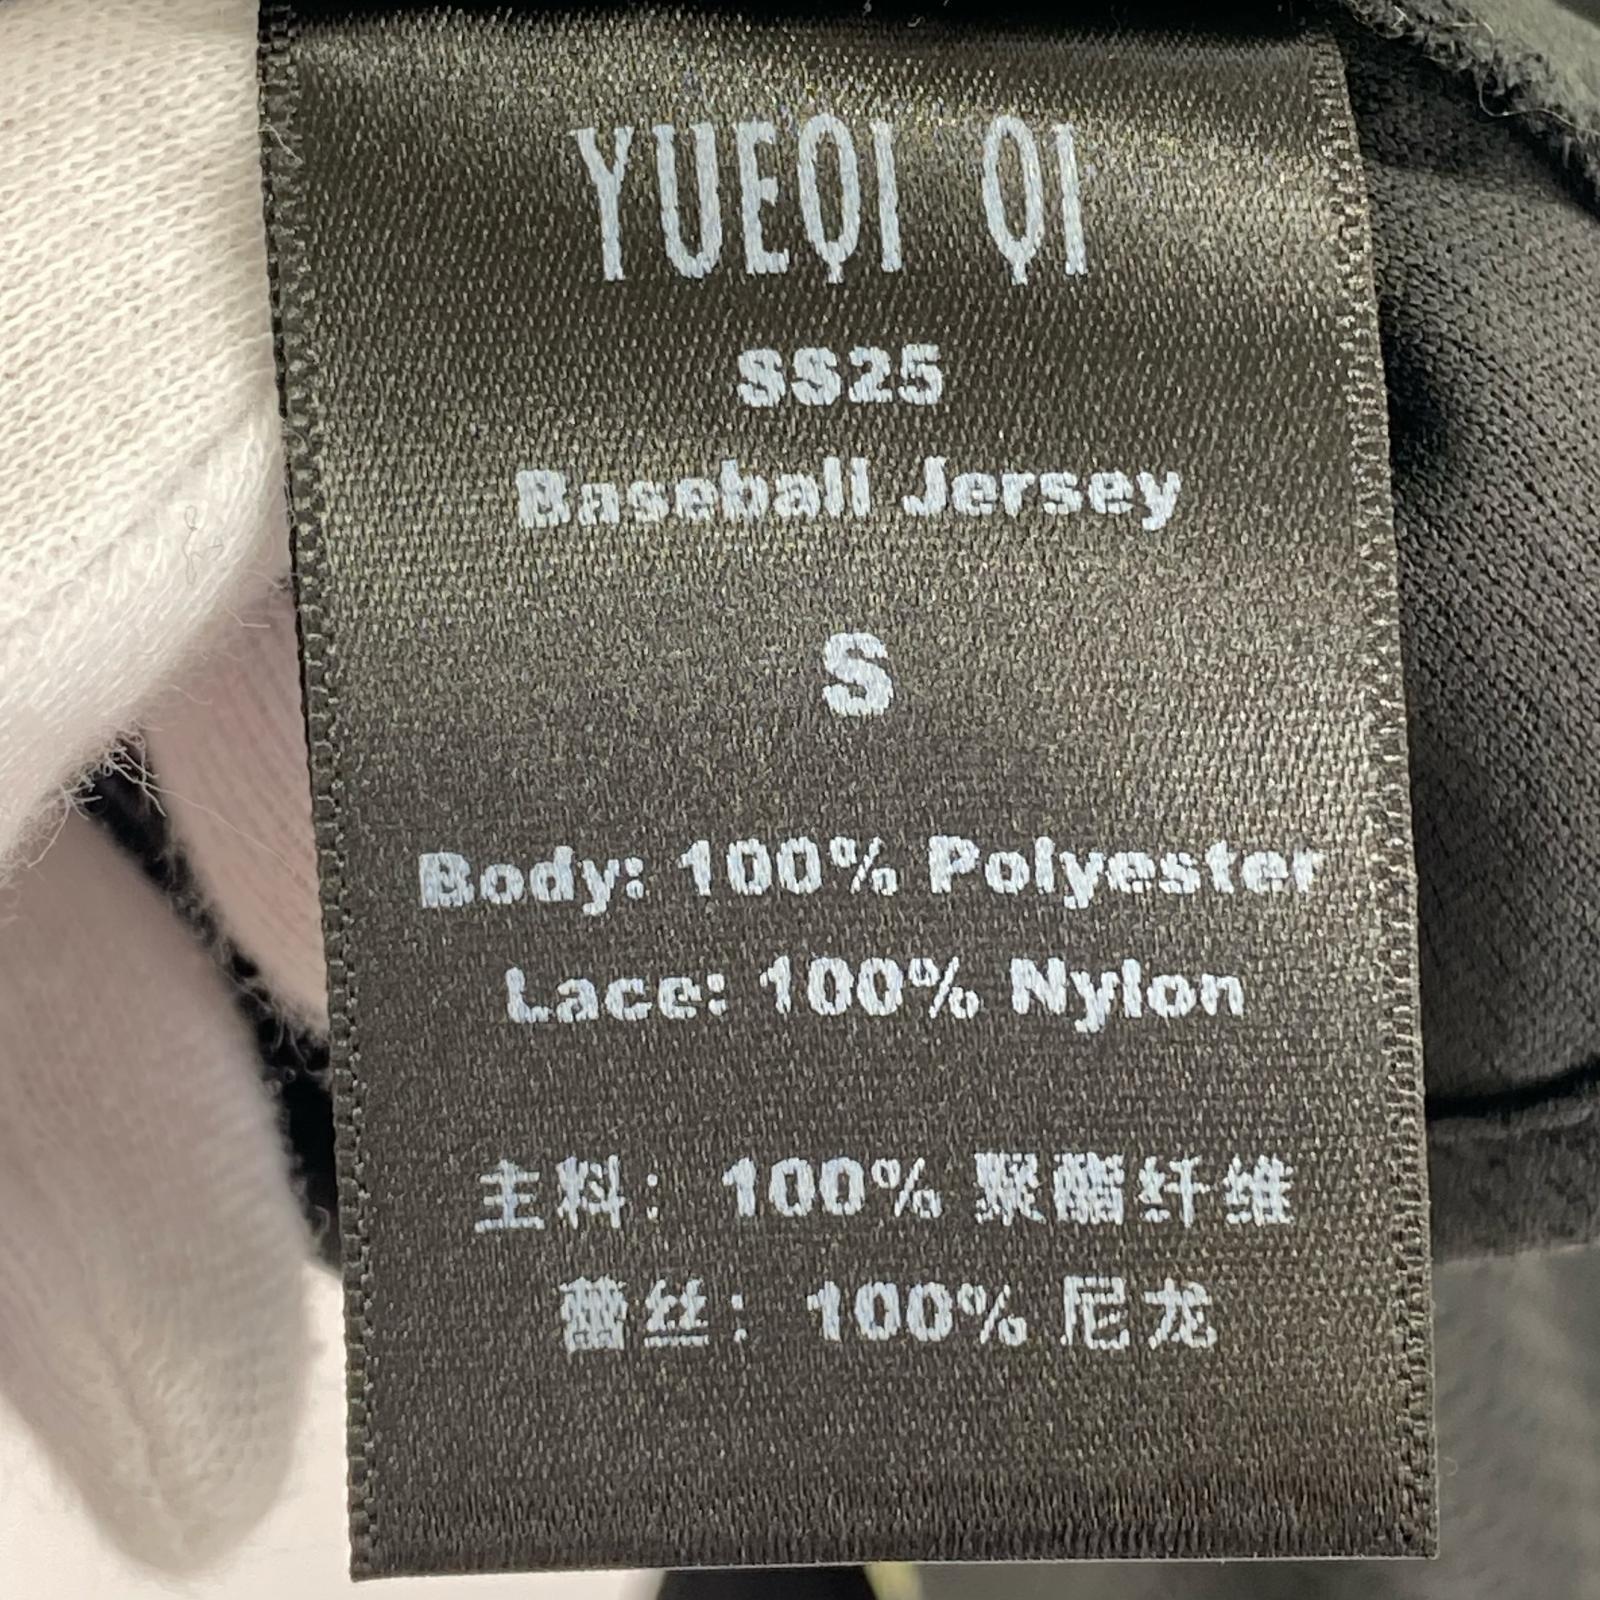 YUEQI QI
SS25
Baseball Jersey
S
Body: 100% Polyester
Lace: 100% Nylon
主料：100% 聚酯纤维
蕾丝：100% 尼龙